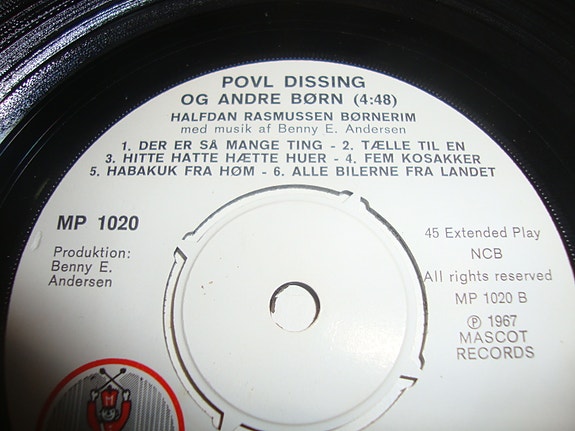 POVL DISSING
OG ANDRE BØRN (4:48)
HALFDAN RASMUSSEN BØRNERIM
med musik af Benny E. Andersen
1. DER ER SÅ MANGE TING - 2. TÆLLE TIL EN
3. HITTE HATTE HÆTTE HUER - 4. FEM KOSAKKER
5. HABAKUK FRA HØM - 6. ALLE BILERNE FRA LANDET
MP 1020
Produktion:
Benny E.
Andersen
45 Extended Play
NCB
All rights reserved
MP 1020 B
℗ 1967
MASCOT
RECORDS